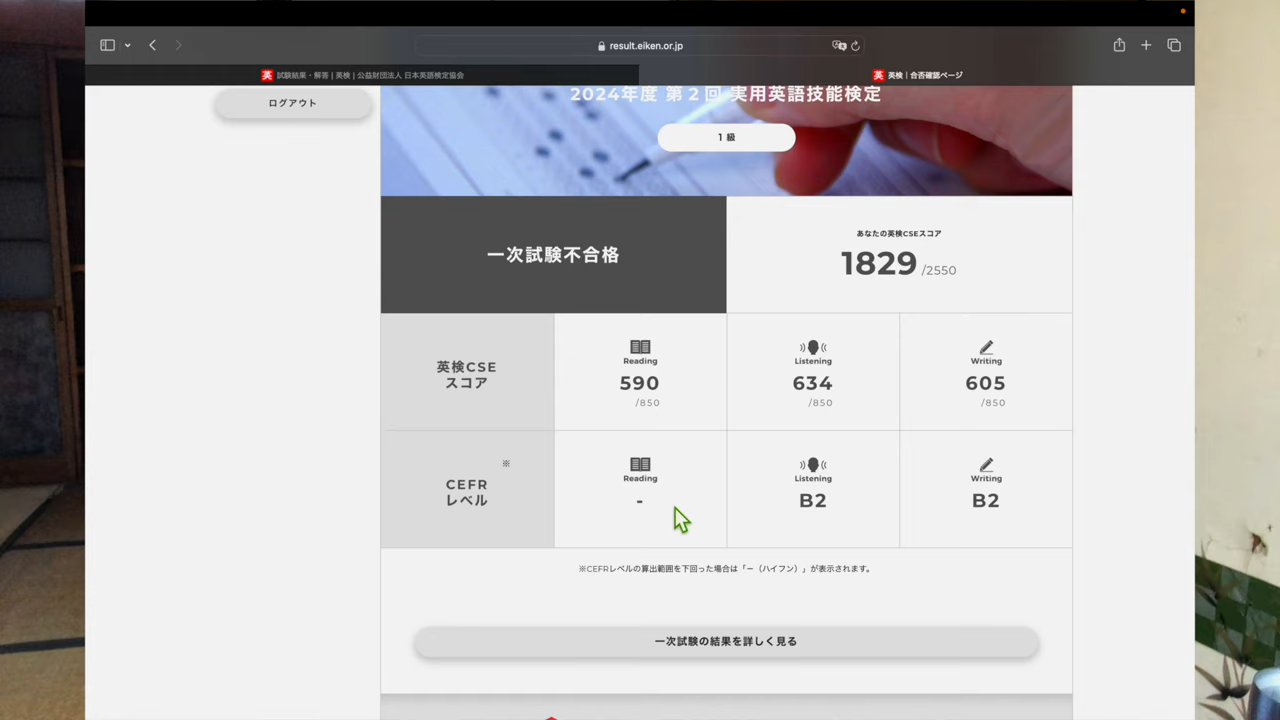 result.eiken.or.jp
英 試験結果・解答 | 英検 | 公益財団法人 日本英語検定協会
英 英検 | 合否確認ページ
ログアウト
2024年度 第2回 実用英語技能検定
1 級
一次試験不合格
あなたの英検CSEスコア
1829 /2550
英検CSE
スコア
Reading
590
/850
Listening
634
/850
Writing
605
/850
※
CEFR
レベル
Reading
-
Listening
B2
Writing
B2
※CEFRレベルの算出範囲を下回った場合は「ー（ハイフン）」が表示されます。
一次試験の結果を詳しく見る